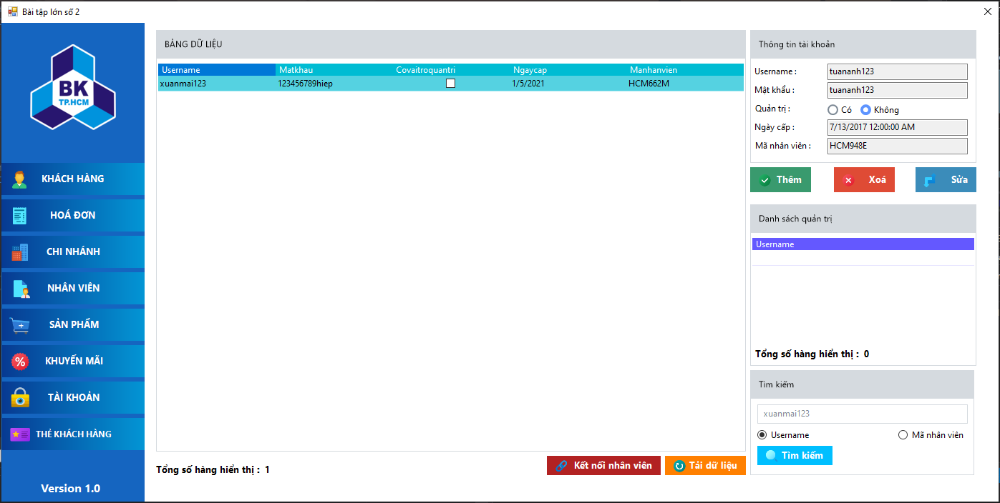 Bài tập lớn số 2
BK
TP.HCM
KHÁCH HÀNG
HOÁ ĐƠN
CHI NHÁNH
NHÂN VIÊN
SẢN PHẨM
KHUYẾN MÃI
TÀI KHOẢN
THẺ KHÁCH HÀNG
Version 1.0
BẢNG DỮ LIỆU
Username Matkhau Covaitroquantri Ngaycap Manhanvien
xuanmai123 123456789hiep 1/5/2021 HCM662M
Tổng số hàng hiển thị : 1
Kết nối nhân viên
Tải dữ liệu
Thông tin tài khoản
Username : tuananh123
Mật khẩu : tuananh123
Quản trị : Có Không
Ngày cấp : 7/13/2017 12:00:00 AM
Mã nhân viên : HCM948E
Thêm
Xoá
Sửa
Danh sách quản trị
Username
Tổng số hàng hiển thị : 0
Tìm kiếm
xuanmai123
Username Mã nhân viên
Tìm kiếm